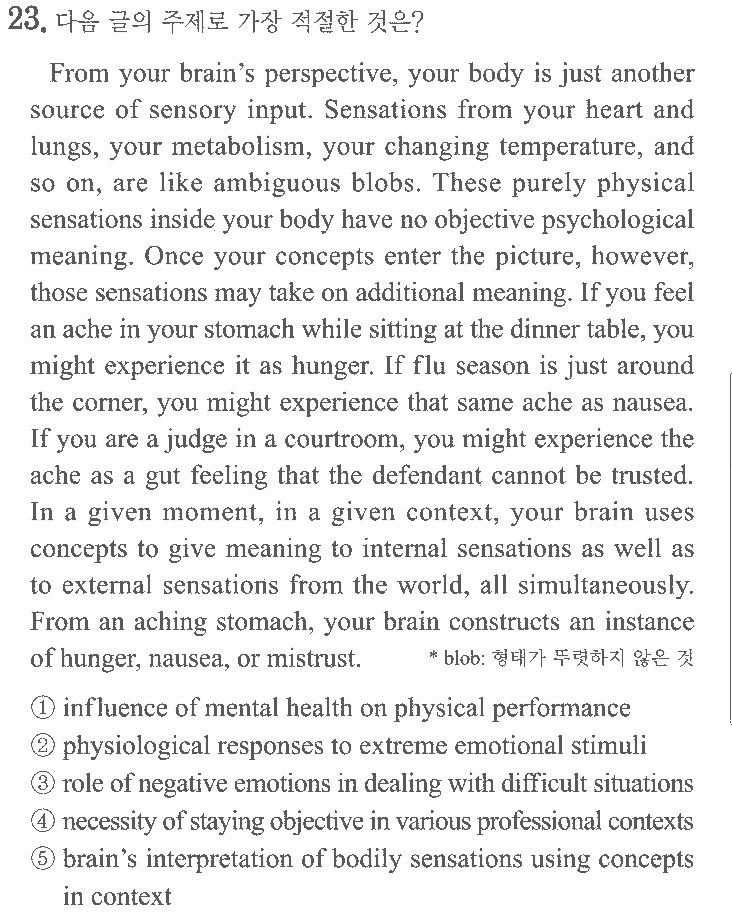 23. 다음 글의 주제로 가장 적절한 것은?
From your brain's perspective, your body is just another
source of sensory input. Sensations from your heart and
lungs, your metabolism, your changing temperature, and
so on, are like ambiguous blobs. These purely physical
sensations inside your body have no objective psychological
meaning. Once your concepts enter the picture, however,
those sensations may take on additional meaning. If you feel
an ache in your stomach while sitting at the dinner table, you
might experience it as hunger. If flu season is just around
the corner, you might experience that same ache as nausea.
If you are a judge in a courtroom, you might experience the
ache as a gut feeling that the defendant cannot be trusted.
In a given moment, in a given context, your brain uses
concepts to give meaning to internal sensations as well as
to external sensations from the world, all simultaneously.
From an aching stomach, your brain constructs an instance
of hunger, nausea, or mistrust. * blob: 형태가 뚜렷하지 않은 것
① influence of mental health on physical performance
② physiological responses to extreme emotional stimuli
③ role of negative emotions in dealing with difficult situations
④ necessity of staying objective in various professional contexts
⑤ brain's interpretation of bodily sensations using concepts
in context